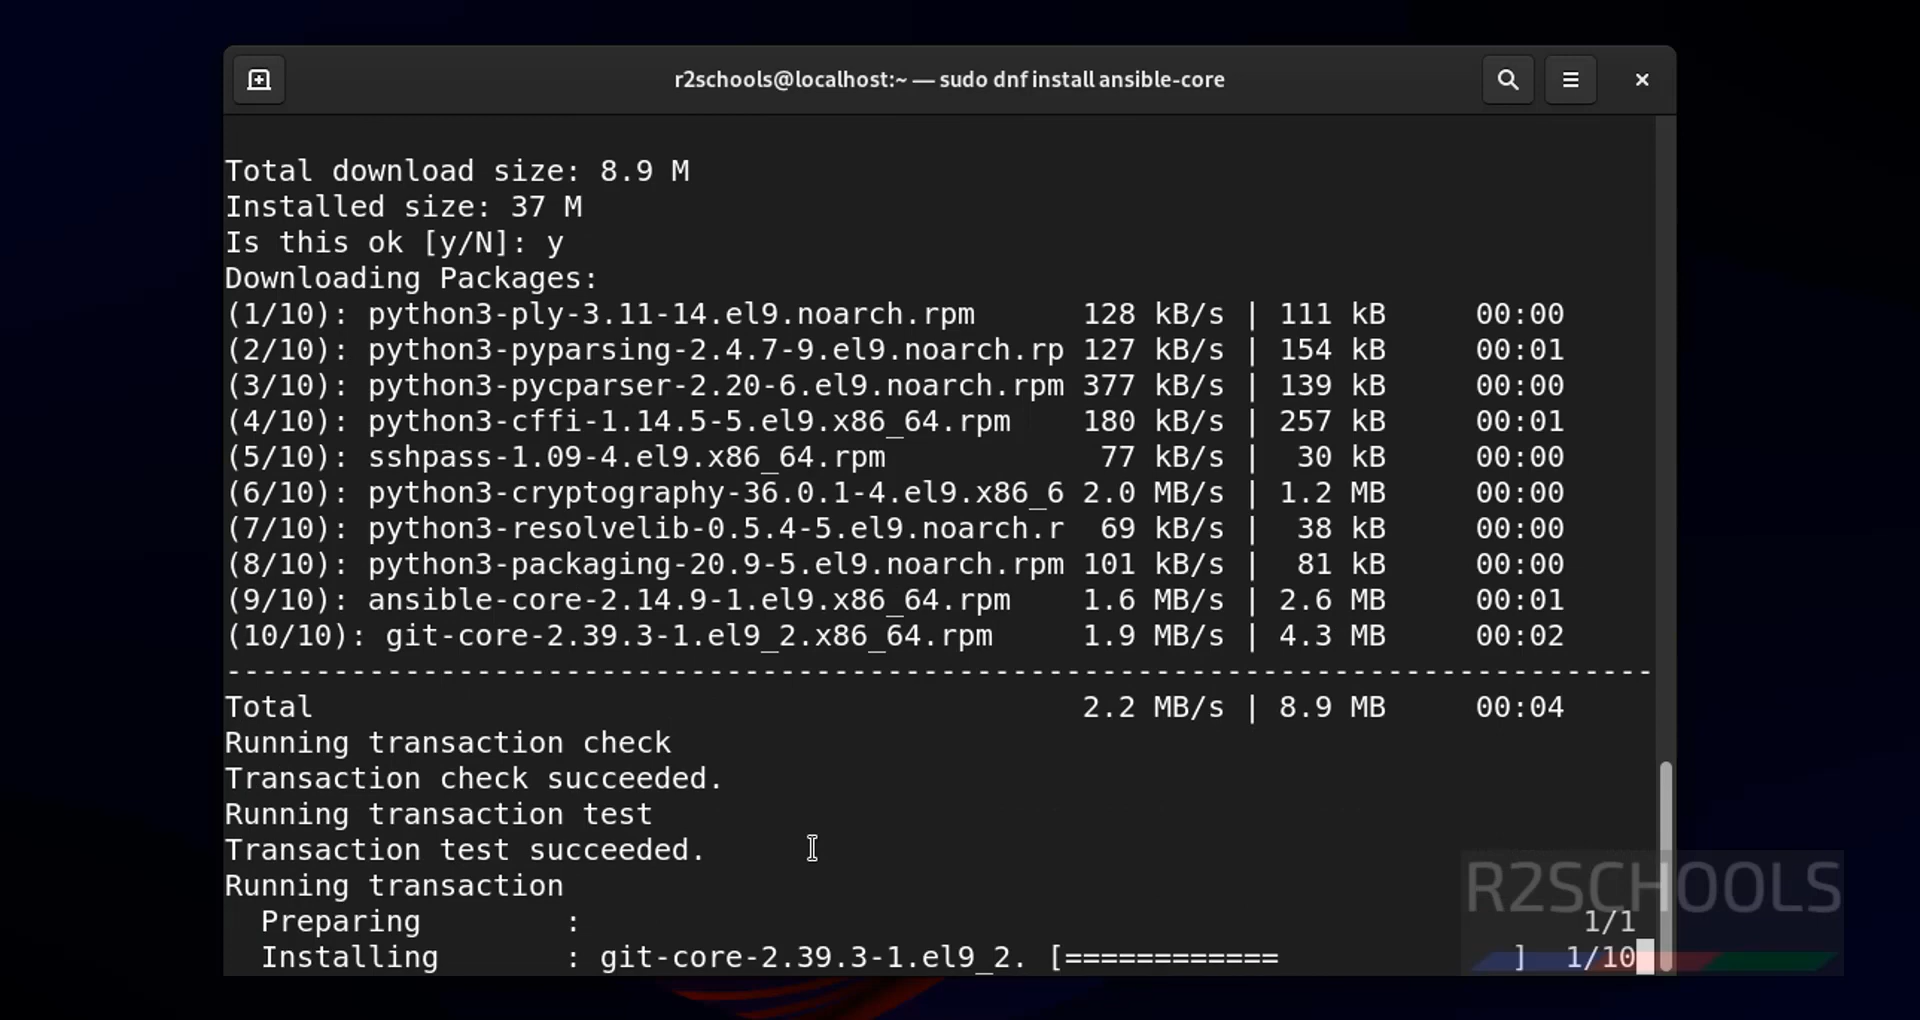 r2schools@localhost:~ — sudo dnf install ansible-core
Total download size: 8.9 M
Installed size: 37 M
Is this ok [y/N]: y
Downloading Packages:
(1/10): python3-ply-3.11-14.el9.noarch.rpm 128 kB/s | 111 kB 00:00
(2/10): python3-pyparsing-2.4.7-9.el9.noarch.rp 127 kB/s | 154 kB 00:01
(3/10): python3-pycparser-2.20-6.el9.noarch.rpm 377 kB/s | 139 kB 00:00
(4/10): python3-cffi-1.14.5-5.el9.x86_64.rpm 180 kB/s | 257 kB 00:01
(5/10): sshpass-1.09-4.el9.x86_64.rpm 77 kB/s | 30 kB 00:00
(6/10): python3-cryptography-36.0.1-4.el9.x86_6 2.0 MB/s | 1.2 MB 00:00
(7/10): python3-resolvelib-0.5.4-5.el9.noarch.r 69 kB/s | 38 kB 00:00
(8/10): python3-packaging-20.9-5.el9.noarch.rpm 101 kB/s | 81 kB 00:00
(9/10): ansible-core-2.14.9-1.el9.x86_64.rpm 1.6 MB/s | 2.6 MB 00:01
(10/10): git-core-2.39.3-1.el9_2.x86_64.rpm 1.9 MB/s | 4.3 MB 00:02
--------------------------------------------------------------------------------
Total 2.2 MB/s | 8.9 MB 00:04
Running transaction check
Transaction check succeeded.
Running transaction test
Transaction test succeeded.
Running transaction
Preparing : 1/1
Installing : git-core-2.39.3-1.el9_2. [============ ] 1/10
R2SCHOOLS